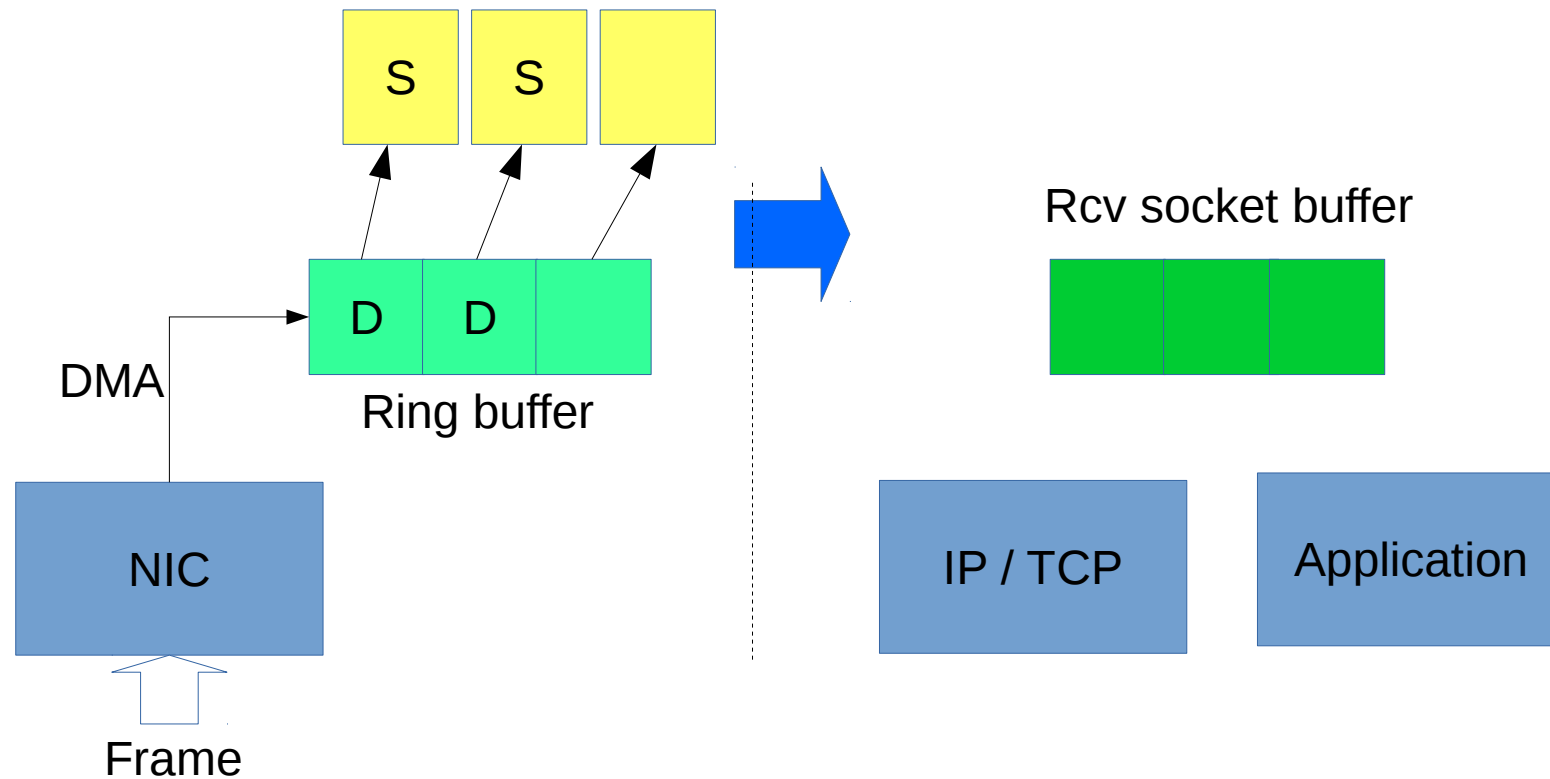 S
S
Rcv socket buffer
D
D
DMA
Ring buffer
NIC
IP / TCP
Application
Frame